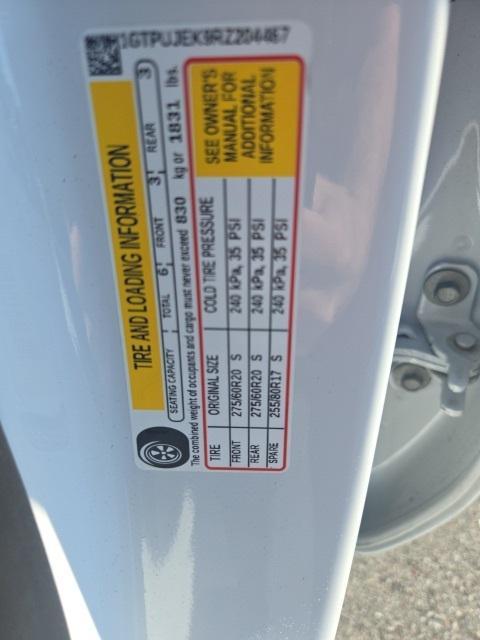 1GTPUJEK9RZ204467
TIRE AND LOADING INFORMATION
SEATING CAPACITY TOTAL 6 FRONT 3 REAR 3
The combined weight of occupants and cargo must never exceed 830 kg or 1831 lbs.
TIRE ORIGINAL SIZE COLD TIRE PRESSURE
FRONT 275/60R20 S 240 kPa, 35 PSI
REAR 275/60R20 S 240 kPa, 35 PSI
SPARE 255/80R17 S 240 kPa, 35 PSI
SEE OWNER'S
MANUAL FOR
ADDITIONAL
INFORMATION